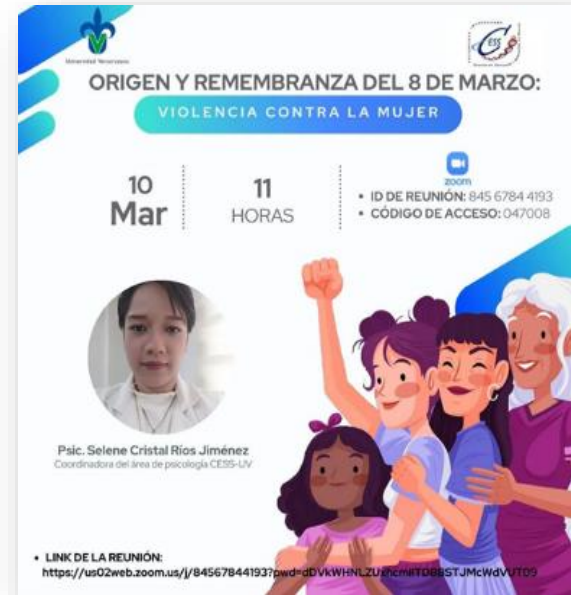 Universidad Veracruzana
CESS
ORIGEN Y REMEMBRANZA DEL 8 DE MARZO:
VIOLENCIA CONTRA LA MUJER
10
Mar
11
HORAS
zoom
• ID DE REUNIÓN: 845 6784 4193
• CÓDIGO DE ACCESO: 047008
Psic. Selene Cristal Ríos Jiménez
Coordinadora del área de psicología CESS-UV
• LINK DE LA REUNIÓN: